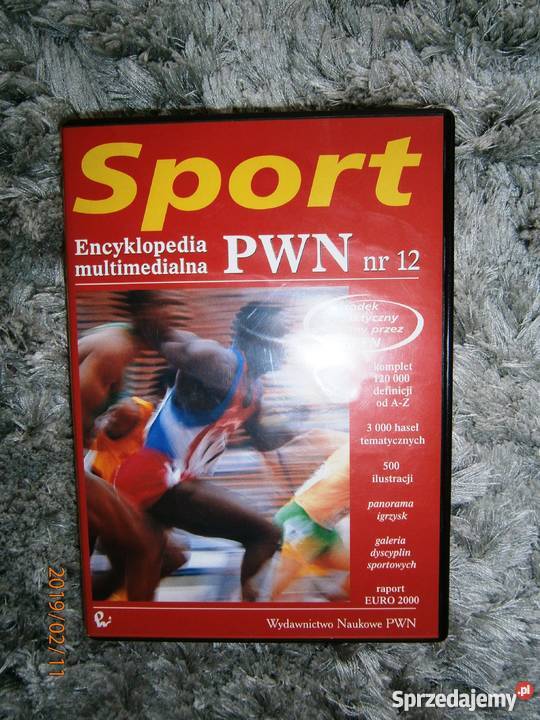 Sport
Encyklopedia
multimedialna
PWN nr 12
komplet
120 000
definicji
od A-Z
3 000 haseł
tematycznych
500
ilustracji
panorama
igrzysk
galeria
dyscyplin
sportowych
raport
EURO 2000
Wydawnictwo Naukowe PWN
2019/02/11
Sprzedajemy.pl